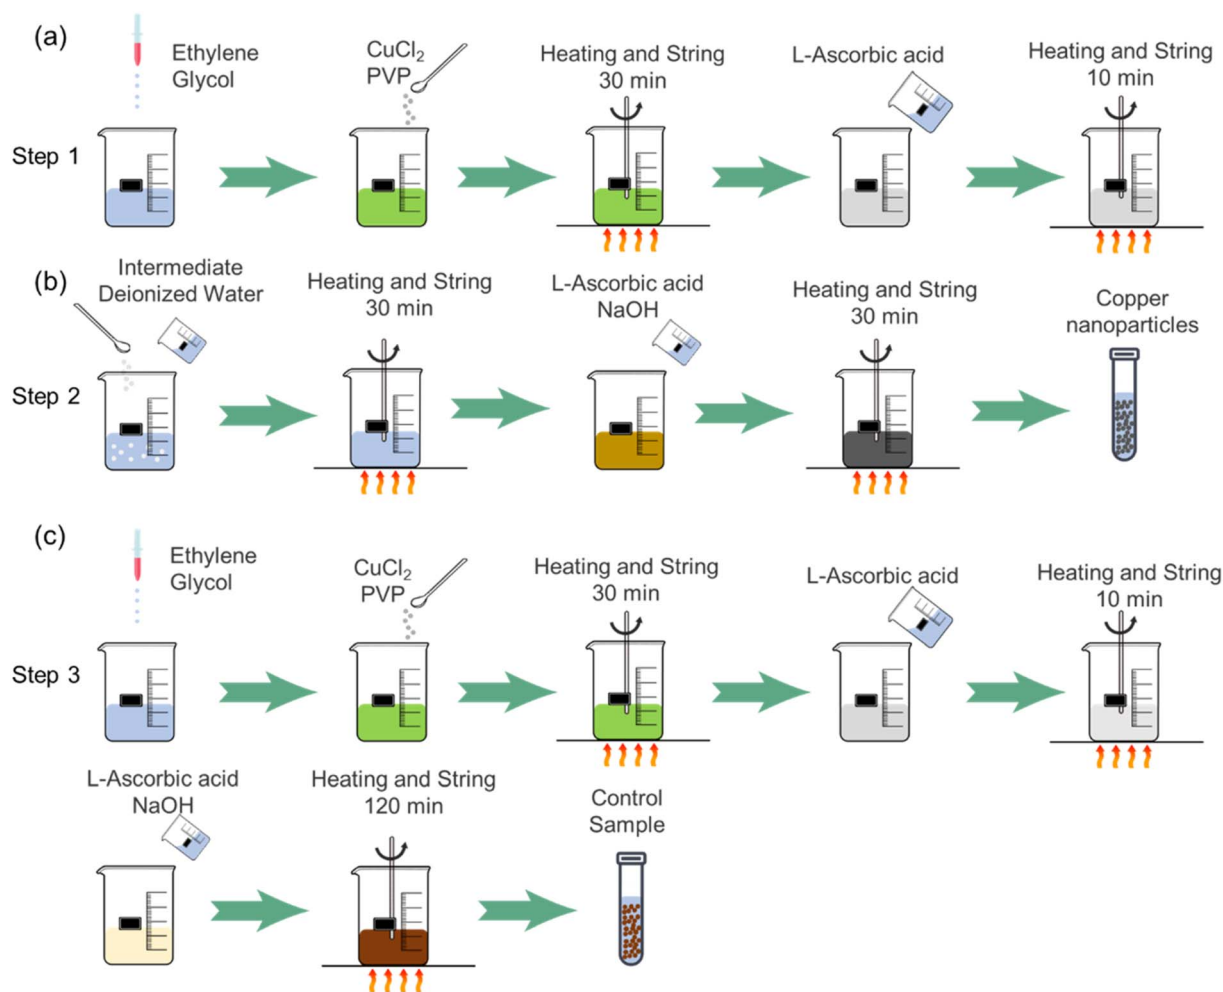 (a)
Ethylene
Glycol
CuCl₂
PVP
Heating and String
30 min
L-Ascorbic acid
Heating and String
10 min
Step 1
(b)
Intermediate
Deionized Water
Heating and String
30 min
L-Ascorbic acid
NaOH
Heating and String
30 min
Copper
nanoparticles
Step 2
(c)
Ethylene
Glycol
CuCl₂
PVP
Heating and String
30 min
L-Ascorbic acid
Heating and String
10 min
Step 3
L-Ascorbic acid
NaOH
Heating and String
120 min
Control
Sample